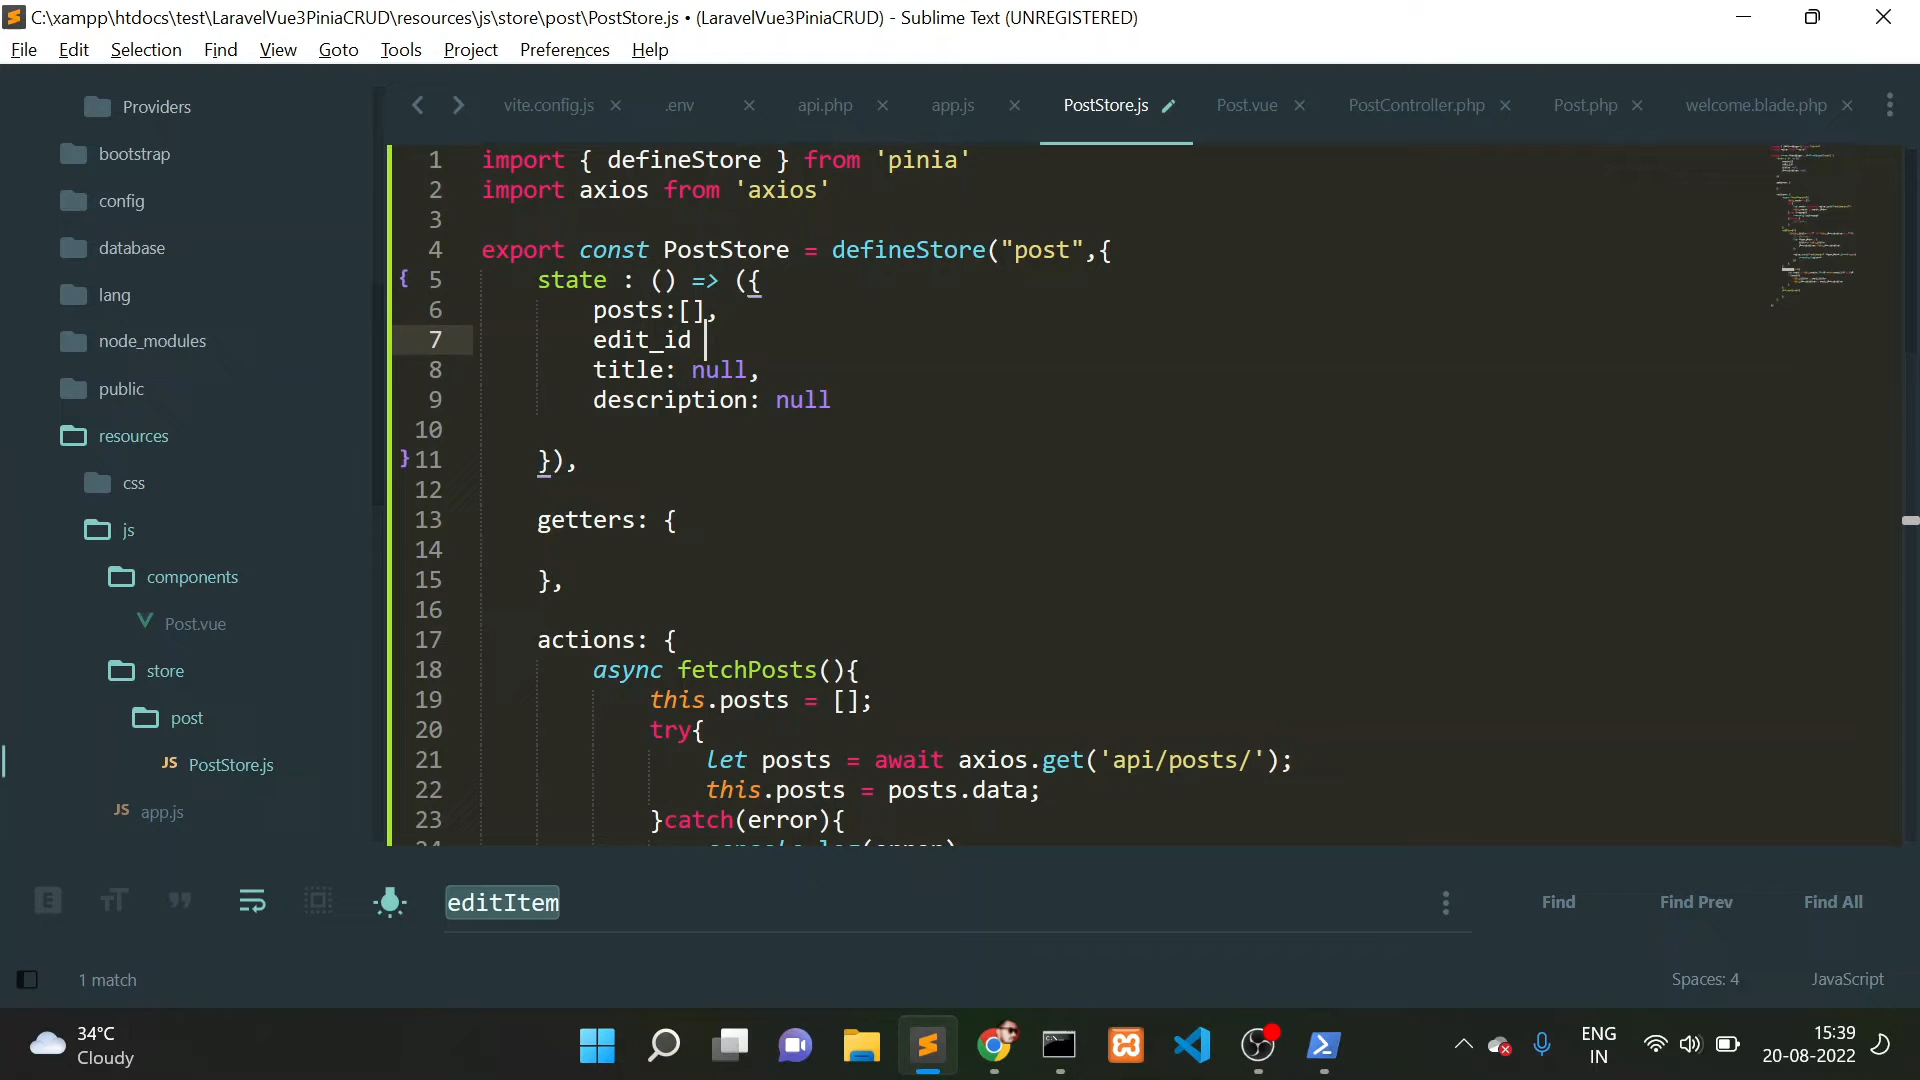 C:\xampp\htdocs\test\LaravelVue3PiniaCRUD\resources\js\store\post\PostStore.js • (LaravelVue3PiniaCRUD) - Sublime Text (UNREGISTERED)
File Edit Selection Find View Goto Tools Project Preferences Help
vite.config.js .env api.php app.js PostStore.js Post.vue PostController.php Post.php welcome.blade.php
Providers
bootstrap
config
database
lang
node_modules
public
resources
css
js
components
Post.vue
store
post
JS PostStore.js
JS app.js
1 import { defineStore } from 'pinia'
2 import axios from 'axios'
3
4 export const PostStore = defineStore("post",{
5 state : () => ({
6 posts:[],
7 edit_id
8 title: null,
9 description: null
10
11 }),
12
13 getters: {
14
15 },
16
17 actions: {
18 async fetchPosts(){
19 this.posts = [];
20 try{
21 let posts = await axios.get('api/posts/');
22 this.posts = posts.data;
23 }catch(error){
editItem
Find Find Prev Find All
1 match
Spaces: 4 JavaScript
34°C
Cloudy
ENG
IN
15:39
20-08-2022